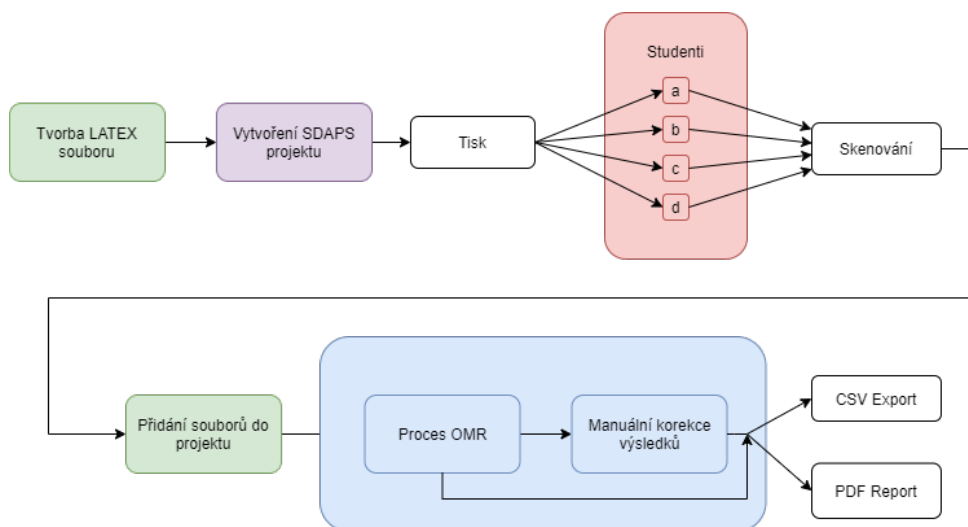 Studenti
Tvorba LATEX
souboru
Vytvoření SDAPS
projektu
Tisk
a
b
c
d
Skenování
Přidání souborů do
projektu
Proces OMR
Manuální korekce
výsledků
CSV Export
PDF Report